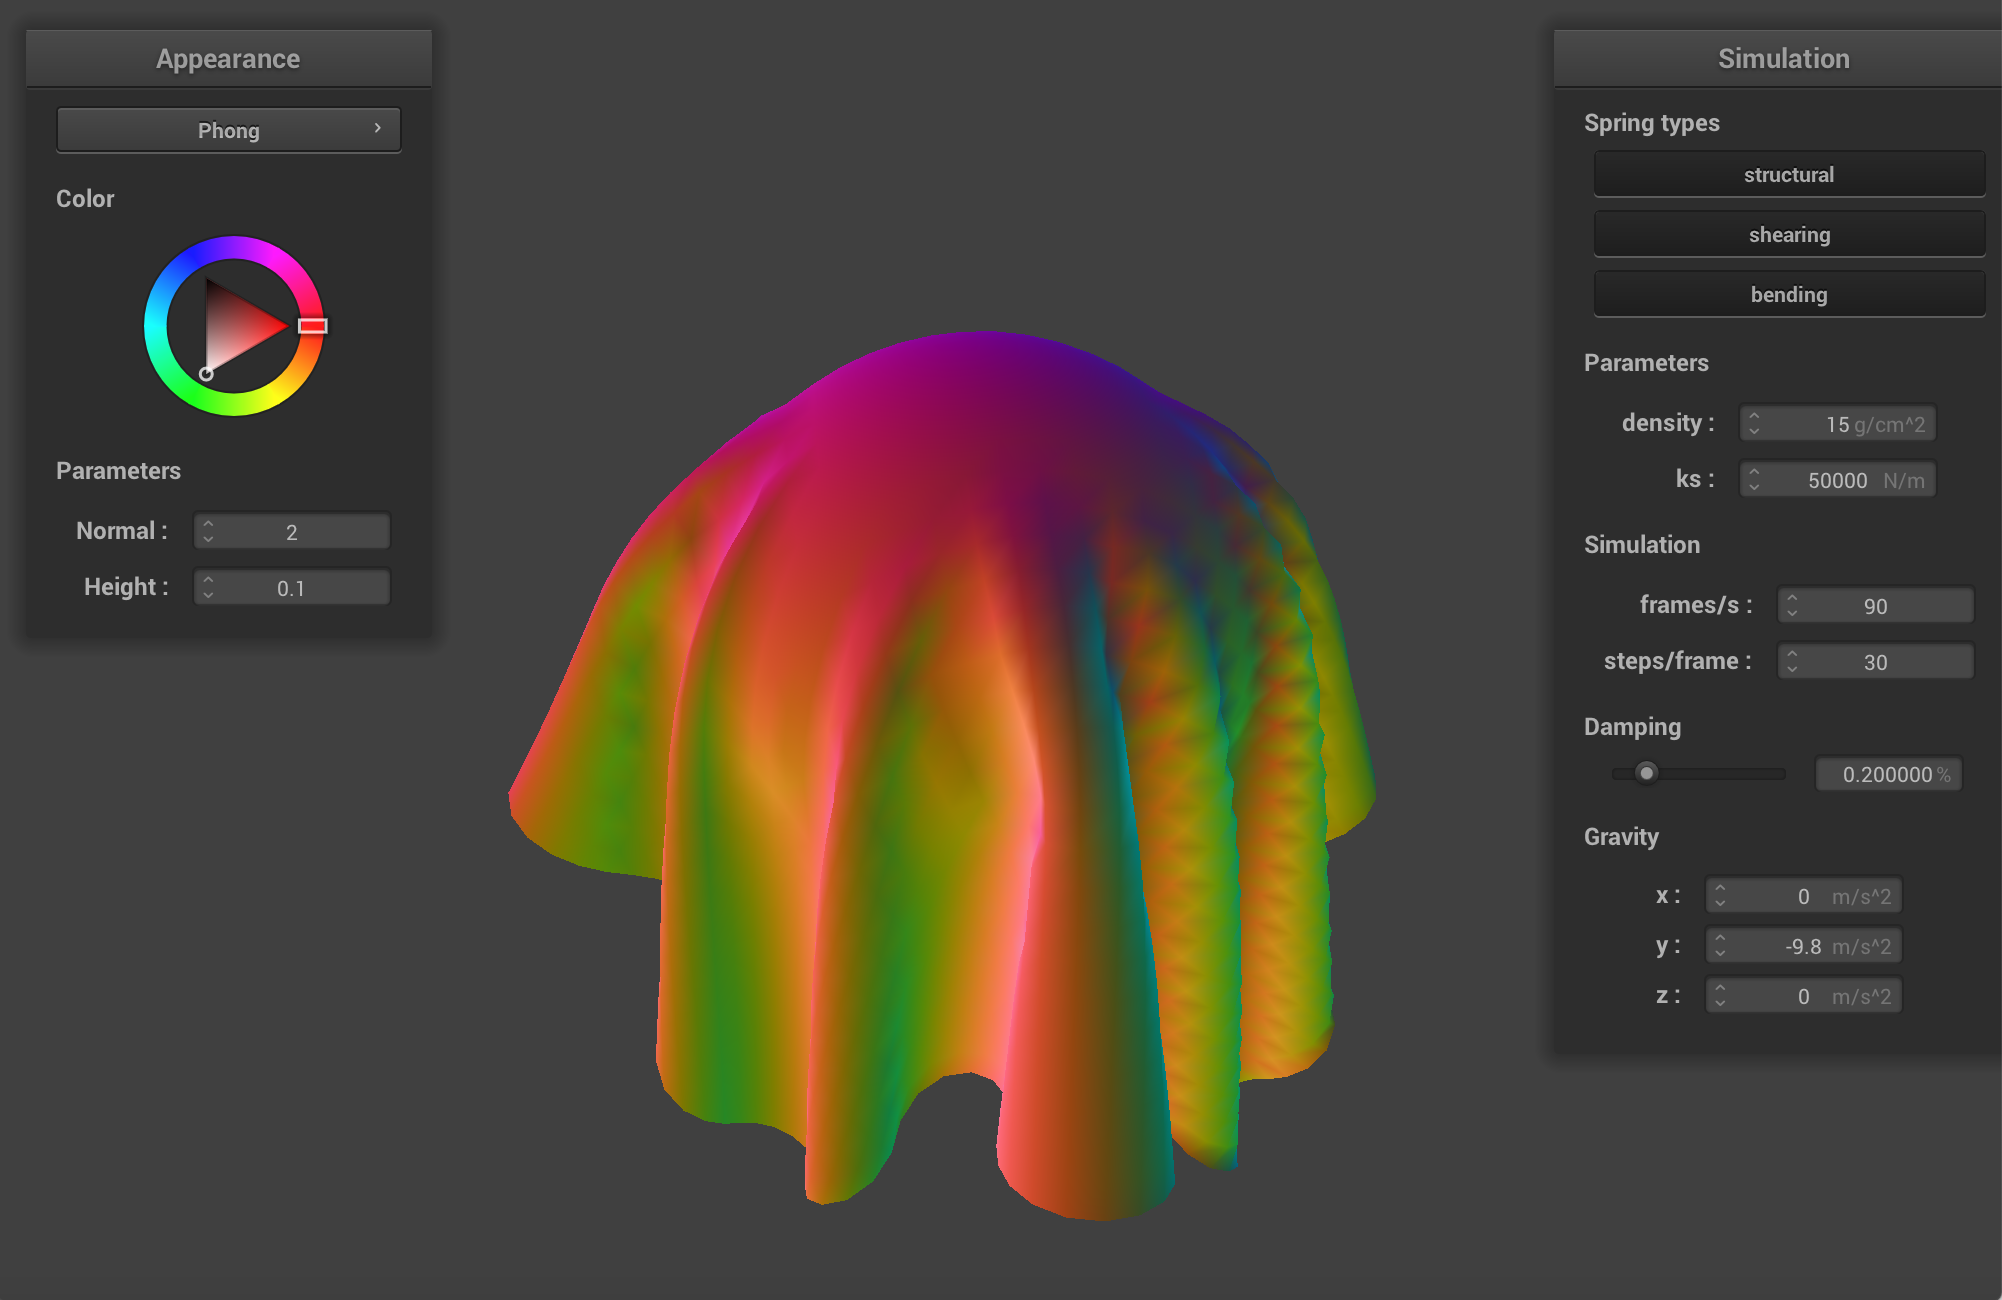 Appearance
Phong
Color
Parameters
Normal :
2
Height :
0.1
Simulation
Spring types
structural
shearing
bending
Parameters
density :
15 g/cm^2
ks :
50000 N/m
Simulation
frames/s :
90
steps/frame :
30
Damping
0.200000 %
Gravity
x :
0 m/s^2
y :
-9.8 m/s^2
z :
0 m/s^2